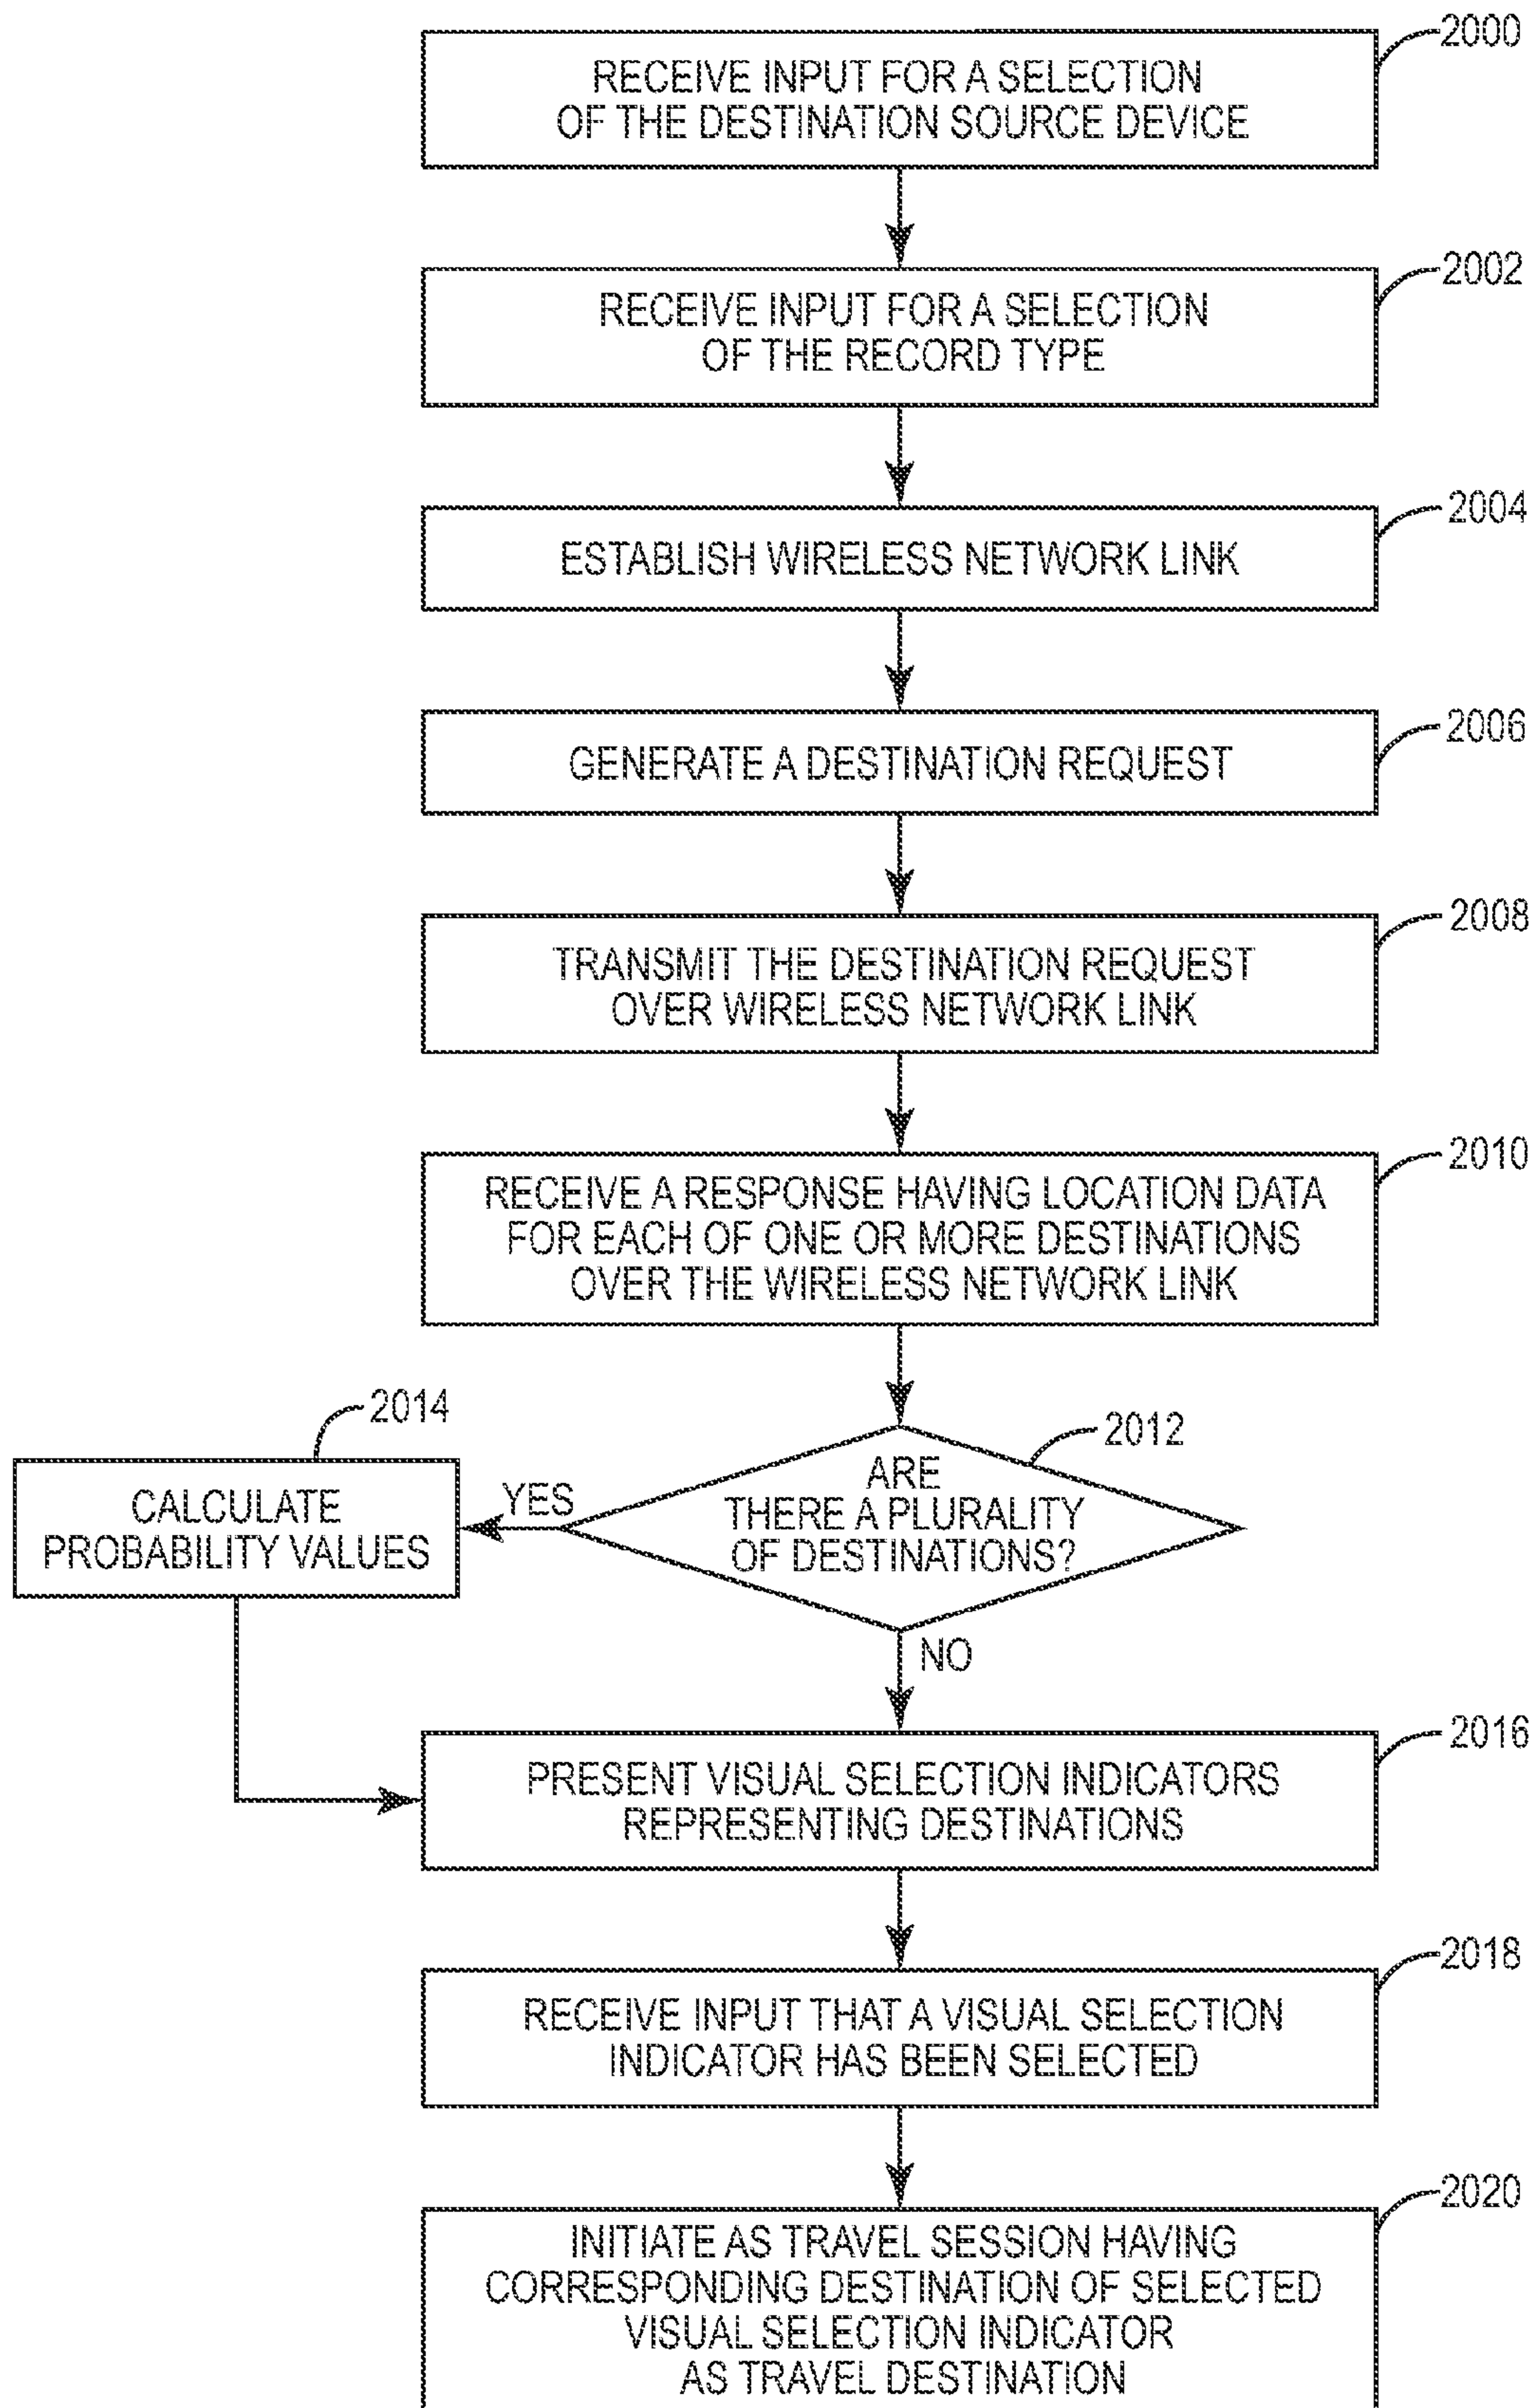 2000
RECEIVE INPUT FOR A SELECTION
OF THE DESTINATION SOURCE DEVICE
2002
RECEIVE INPUT FOR A SELECTION
OF THE RECORD TYPE
2004
ESTABLISH WIRELESS NETWORK LINK
2006
GENERATE A DESTINATION REQUEST
2008
TRANSMIT THE DESTINATION REQUEST
OVER WIRELESS NETWORK LINK
2010
RECEIVE A RESPONSE HAVING LOCATION DATA
FOR EACH OF ONE OR MORE DESTINATIONS
OVER THE WIRELESS NETWORK LINK
2012
ARE
THERE A PLURALITY
OF DESTINATIONS?
YES
2014
CALCULATE
PROBABILITY VALUES
NO
2016
PRESENT VISUAL SELECTION INDICATORS
REPRESENTING DESTINATIONS
2018
RECEIVE INPUT THAT A VISUAL SELECTION
INDICATOR HAS BEEN SELECTED
2020
INITIATE AS TRAVEL SESSION HAVING
CORRESPONDING DESTINATION OF SELECTED
VISUAL SELECTION INDICATOR
AS TRAVEL DESTINATION